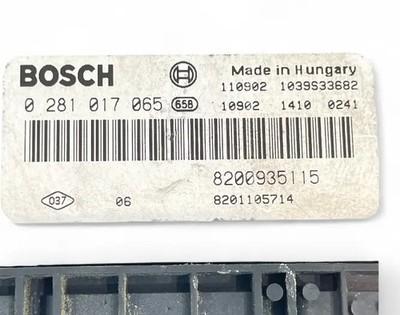 BOSCH Made in Hungary
110902 1039S33682
0 281 017 065 658 10902 1410 0241
8200935115
037 06 8201105714